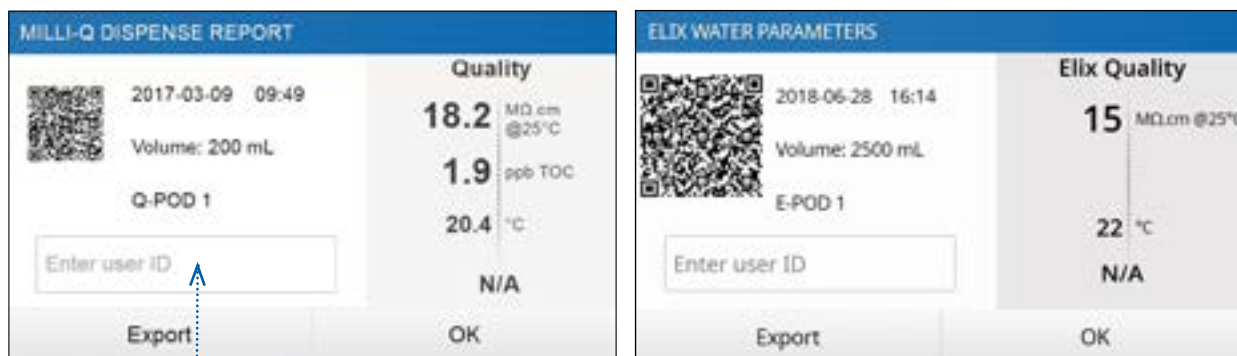 MILLI-Q DISPENSE REPORT
2017-03-09 09:49
Volume: 200 mL
Q-POD 1
Enter user ID
Quality
18.2 MΩ.cm @25°C
1.9 ppb TOC
20.4 °C
N/A
Export OK
ELIX WATER PARAMETERS
2018-06-28 16:14
Volume: 2500 mL
E-POD 1
Enter user ID
Elix Quality
15 MΩ.cm @25°C
22 °C
N/A
Export OK